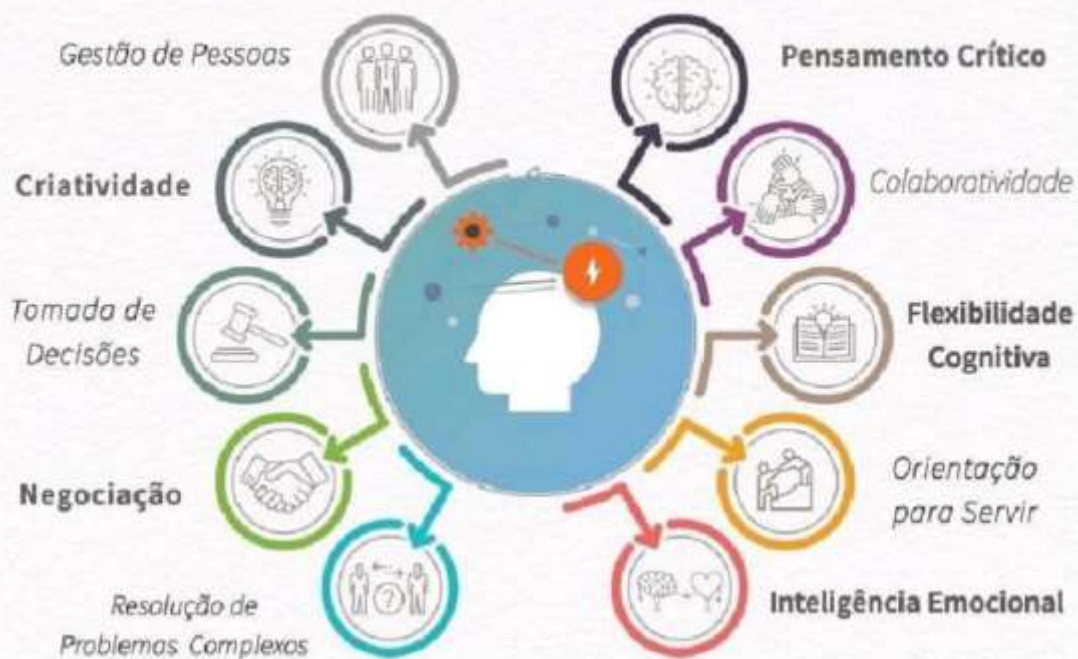 Gestão de Pessoas
Pensamento Crítico
Criatividade
Colaboratividade
Tomada de
Decisões
Flexibilidade
Cognitiva
Negociação
Orientação
para Servir
Resolução de
Problemas Complexos
Inteligência Emocional
?